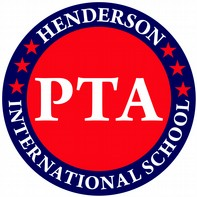 HENDERSON
PTA
INTERNATIONAL SCHOOL